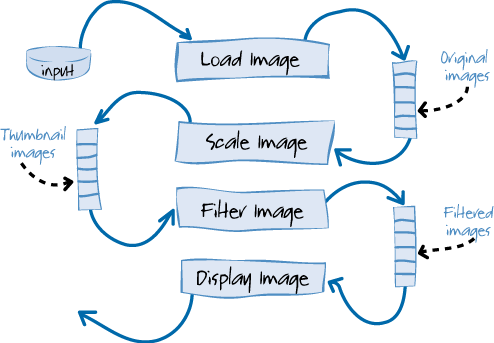 Load Image
input
Original
images
Scale Image
Thumbnail
images
Filter Image
Filtered
images
Display Image